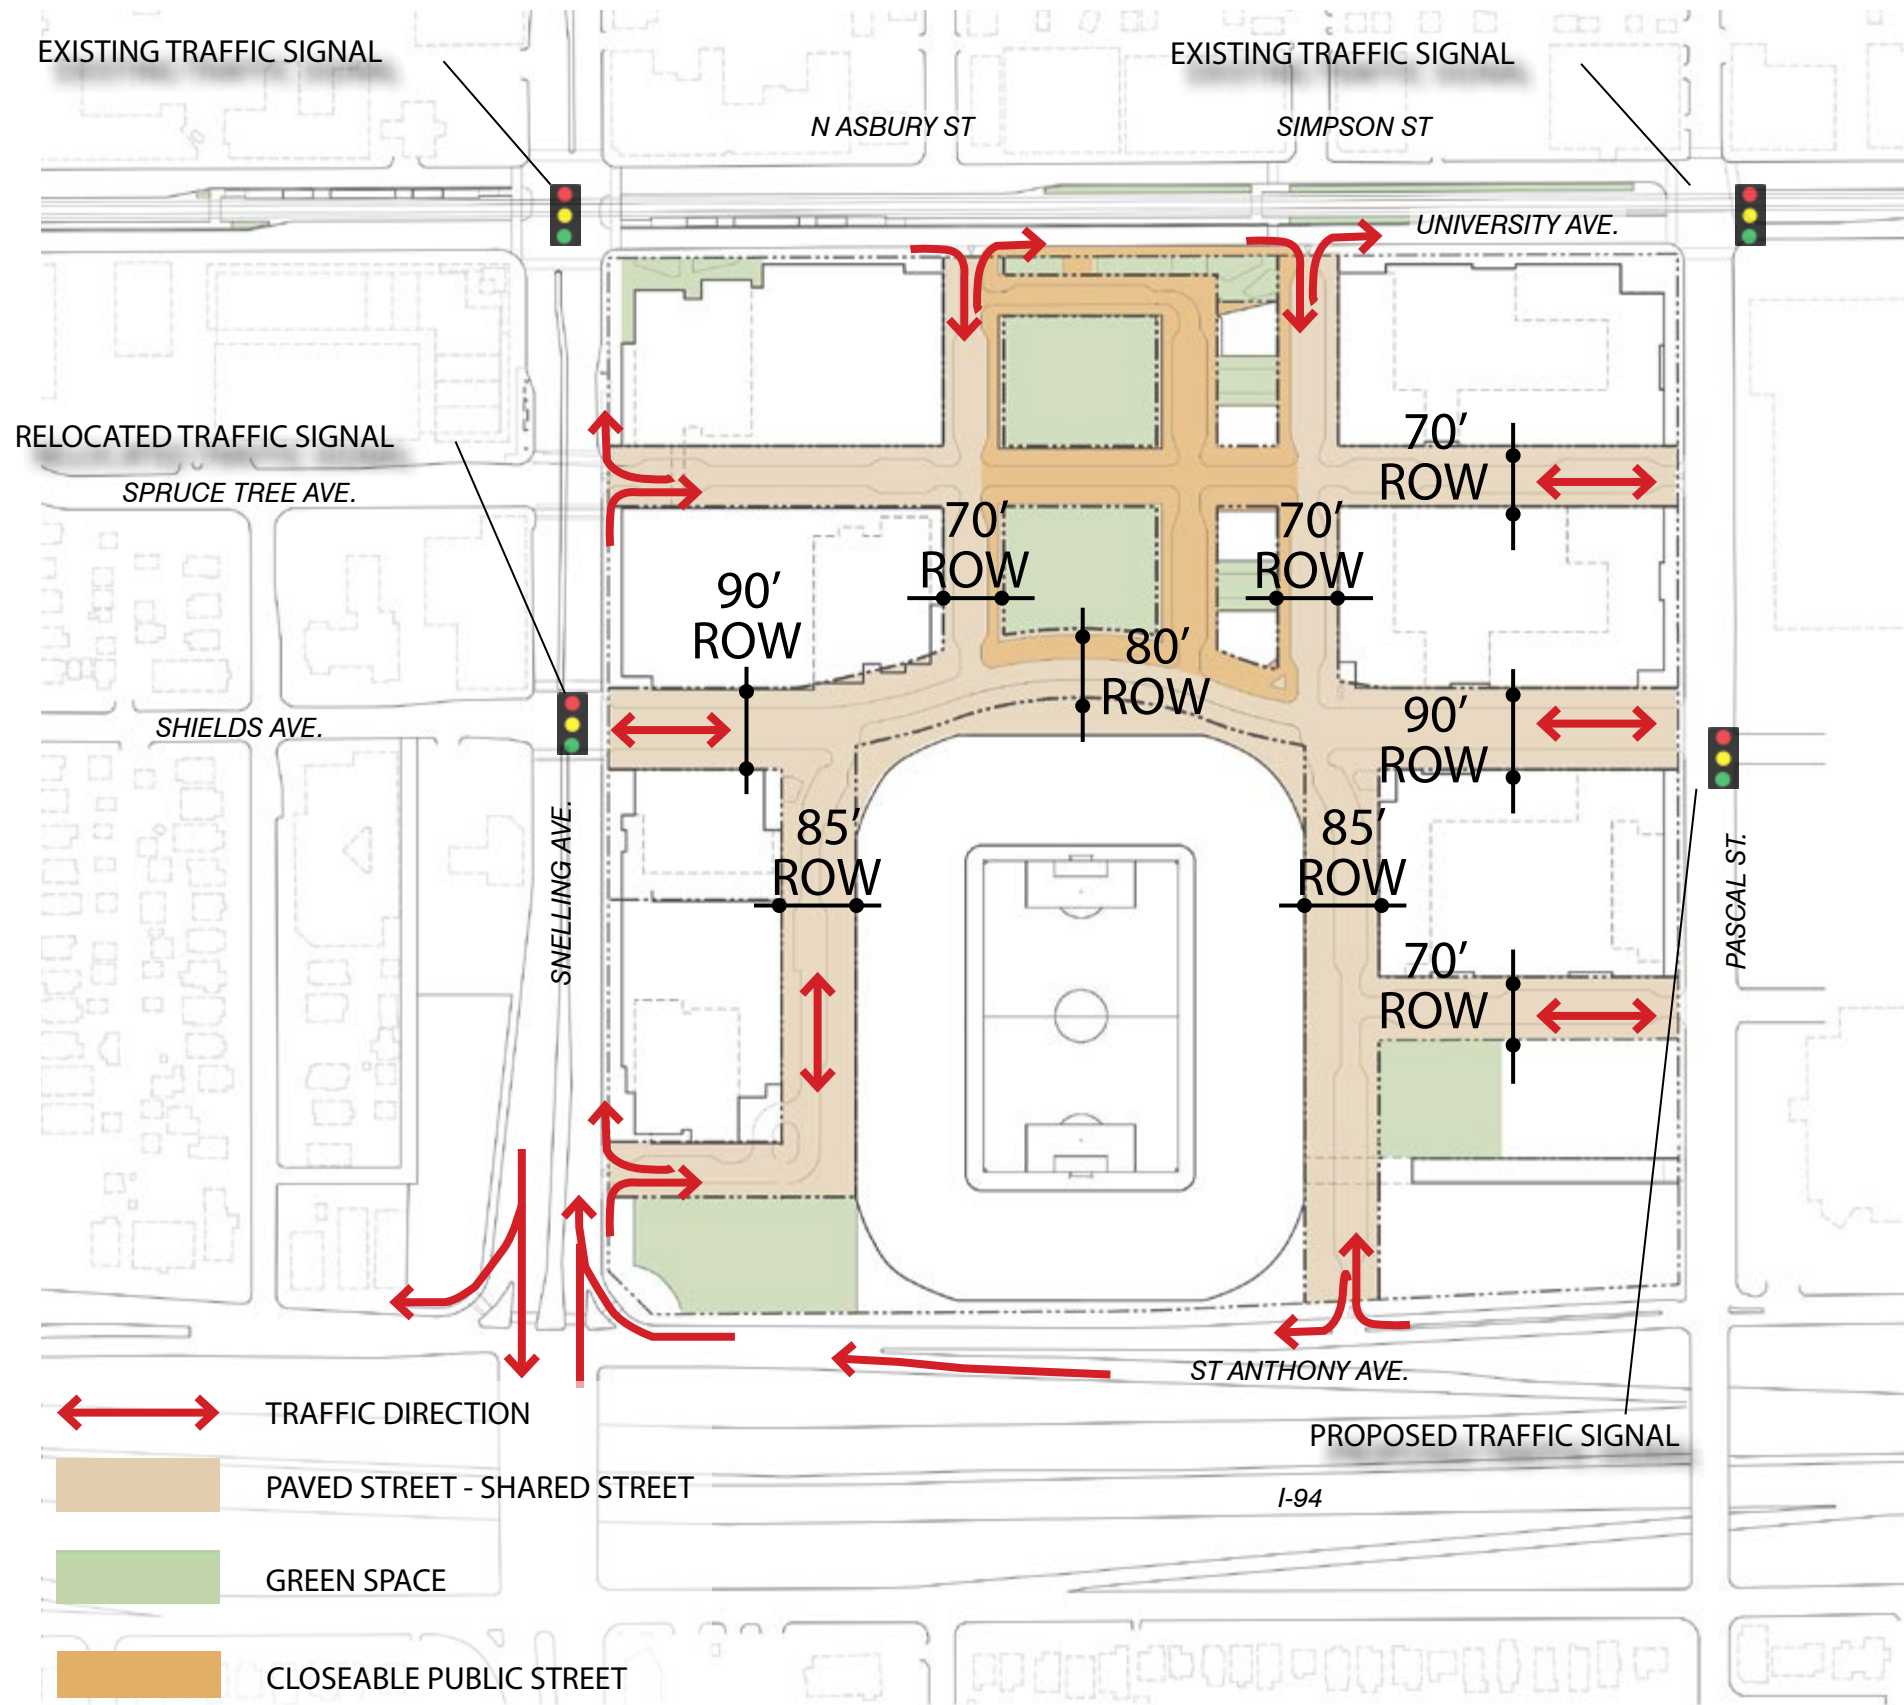 EXISTING TRAFFIC SIGNAL
EXISTING TRAFFIC SIGNAL
N ASBURY ST
SIMPSON ST
UNIVERSITY AVE.
RELOCATED TRAFFIC SIGNAL
SPRUCE TREE AVE.
70'
ROW
70'
ROW
70'
ROW
90'
ROW
80'
ROW
SHIELDS AVE.
90'
ROW
85'
ROW
85'
ROW
SNELLING AVE.
PASCAL ST.
70'
ROW
ST ANTHONY AVE.
TRAFFIC DIRECTION
PROPOSED TRAFFIC SIGNAL
PAVED STREET - SHARED STREET
I-94
GREEN SPACE
CLOSEABLE PUBLIC STREET